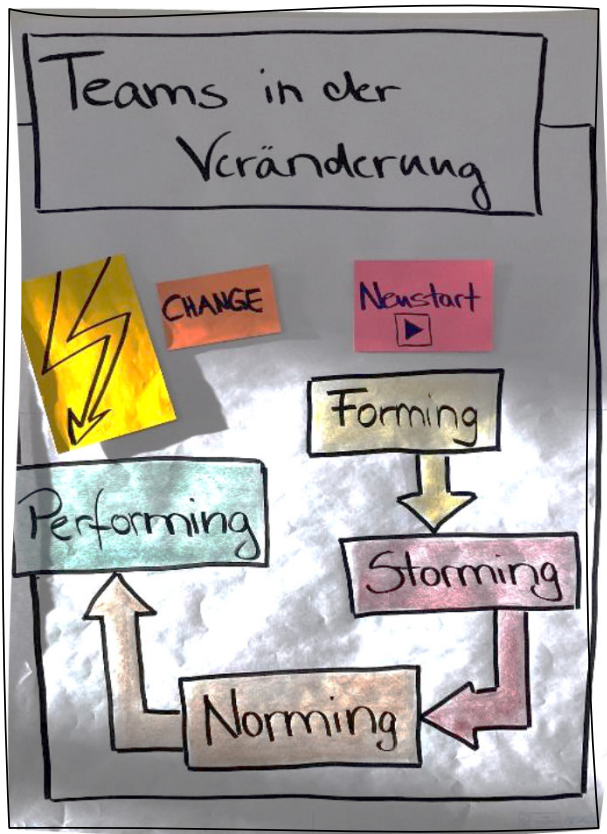 Teams in der
Veränderung
CHANGE
Neustart
Forming
Performing
Storming
Norming